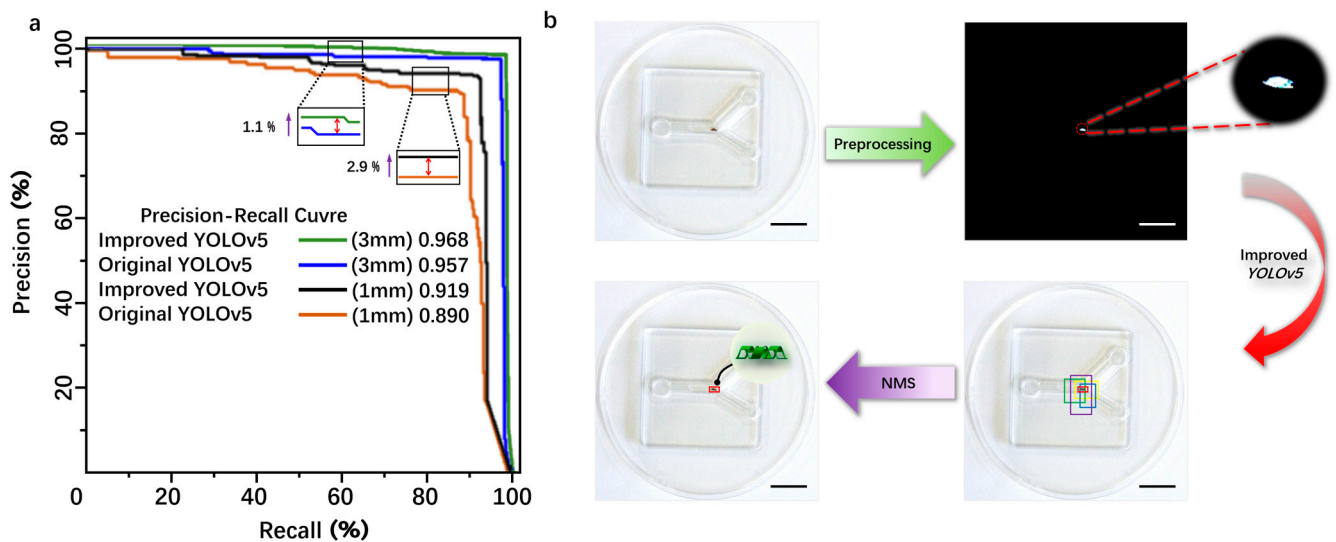 a
100
80
60
40
20
0 20 40 60 80 100
Precision (%)
Recall (%)
1.1 %
2.9 %
Precision-Recall Cuvre
Improved YOLOv5 (3mm) 0.968
Original YOLOv5 (3mm) 0.957
Improved YOLOv5 (1mm) 0.919
Original YOLOv5 (1mm) 0.890
b
Preprocessing
Improved
YOLOv5
NMS